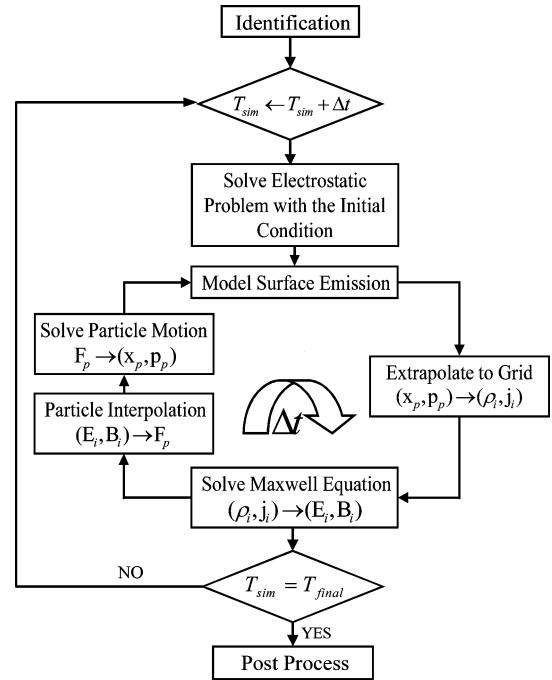 Identification
T_sim ← T_sim + Δt
Solve Electrostatic
Problem with the Initial
Condition
Model Surface Emission
Solve Particle Motion
F_p → (x_p, p_p)
Extrapolate to Grid
(x_p, p_p) → (ρ_i, j_i)
Particle Interpolation
(E_i, B_i) → F_p
Δt
Solve Maxwell Equation
(ρ_i, j_i) → (E_i, B_i)
NO
T_sim = T_final
YES
Post Process